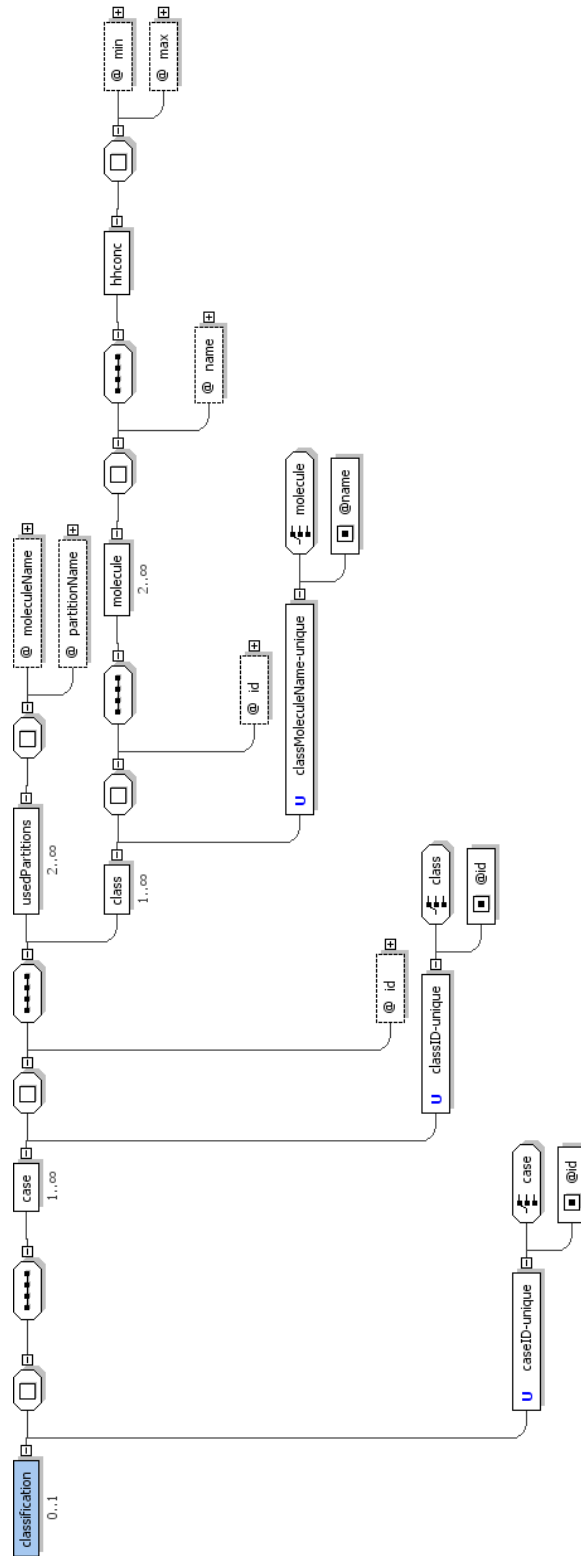 classification
0..1
case
1..∞
usedPartitions
2..∞
@ moleculeName
@ partitionName
class
1..∞
molecule
2..∞
hhconc
@ min
@ max
@ name
@ id
U classMoleculeName-unique
molecule
@name
@ id
U classID-unique
class
@id
U caseID-unique
case
@id